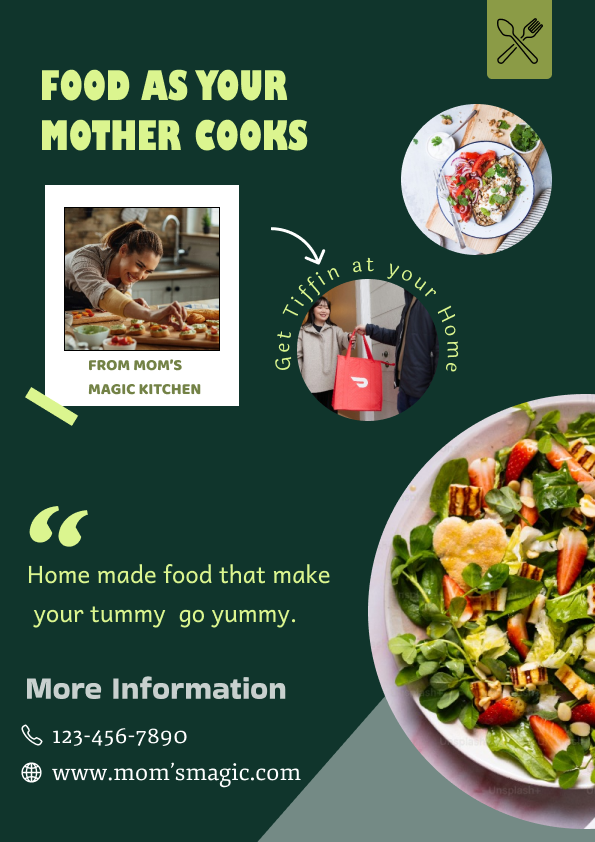 FOOD AS YOUR
MOTHER COOKS
Get Tiffin at your Home
FROM MOM'S
MAGIC KITCHEN
“
Home made food that make
your tummy go yummy.
More Information
123-456-7890
www.mom'smagic.com
Unsplash+